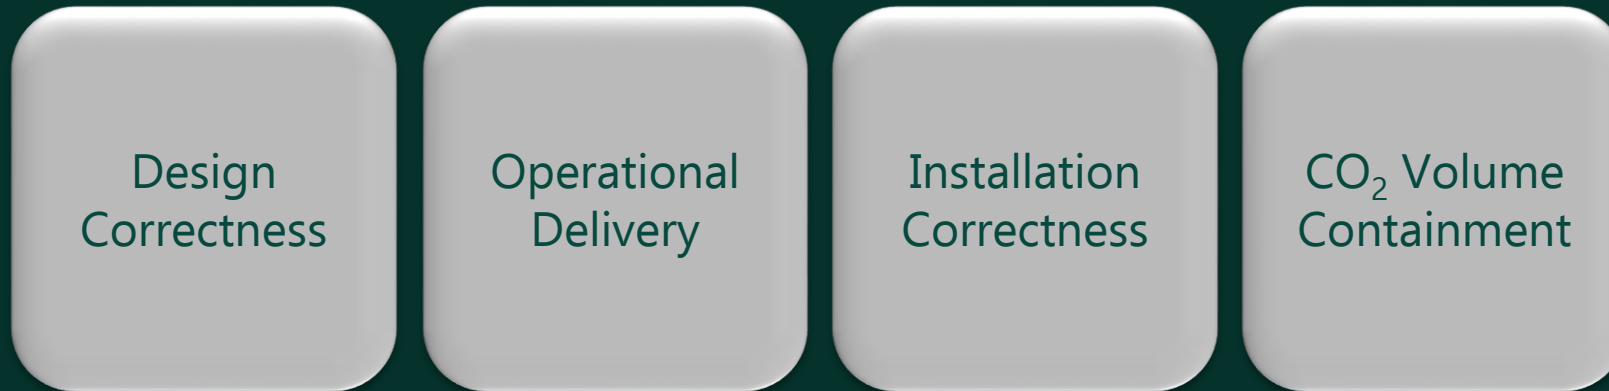 Design
Correctness
Operational
Delivery
Installation
Correctness
CO₂ Volume
Containment